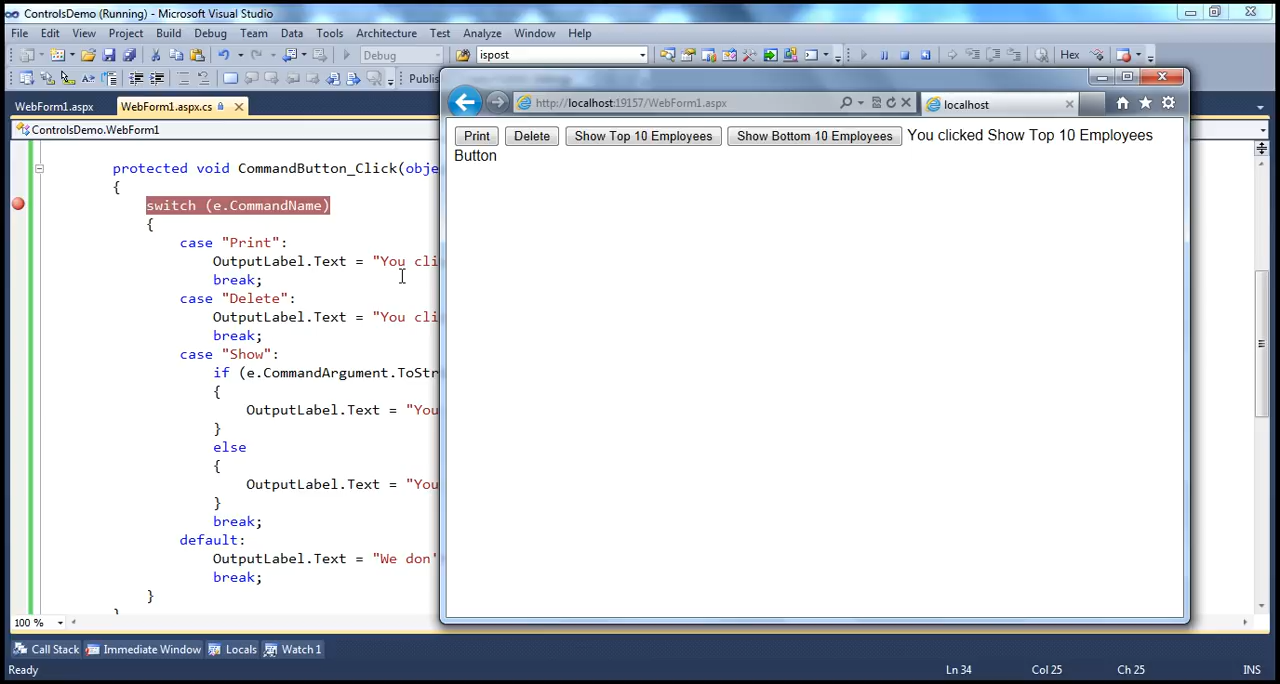 ControlsDemo (Running) - Microsoft Visual Studio
File Edit View Project Build Debug Team Data Tools Architecture Test Analyze Window Help
Debug ispost Hex
Publis
WebForm1.aspx WebForm1.aspx.cs
ControlsDemo.WebForm1
protected void CommandButton_Click(obje
{
switch (e.CommandName)
{
case "Print":
OutputLabel.Text = "You cli
break;
case "Delete":
OutputLabel.Text = "You cli
break;
case "Show":
if (e.CommandArgument.ToStr
{
OutputLabel.Text = "You
}
else
{
OutputLabel.Text = "You
}
break;
default:
OutputLabel.Text = "We don'
break;
}
}
100 %
http://localhost:19157/WebForm1.aspx localhost
Print Delete Show Top 10 Employees Show Bottom 10 Employees You clicked Show Top 10 Employees
Button
Call Stack Immediate Window Locals Watch 1
Ready Ln 34 Col 25 Ch 25 INS